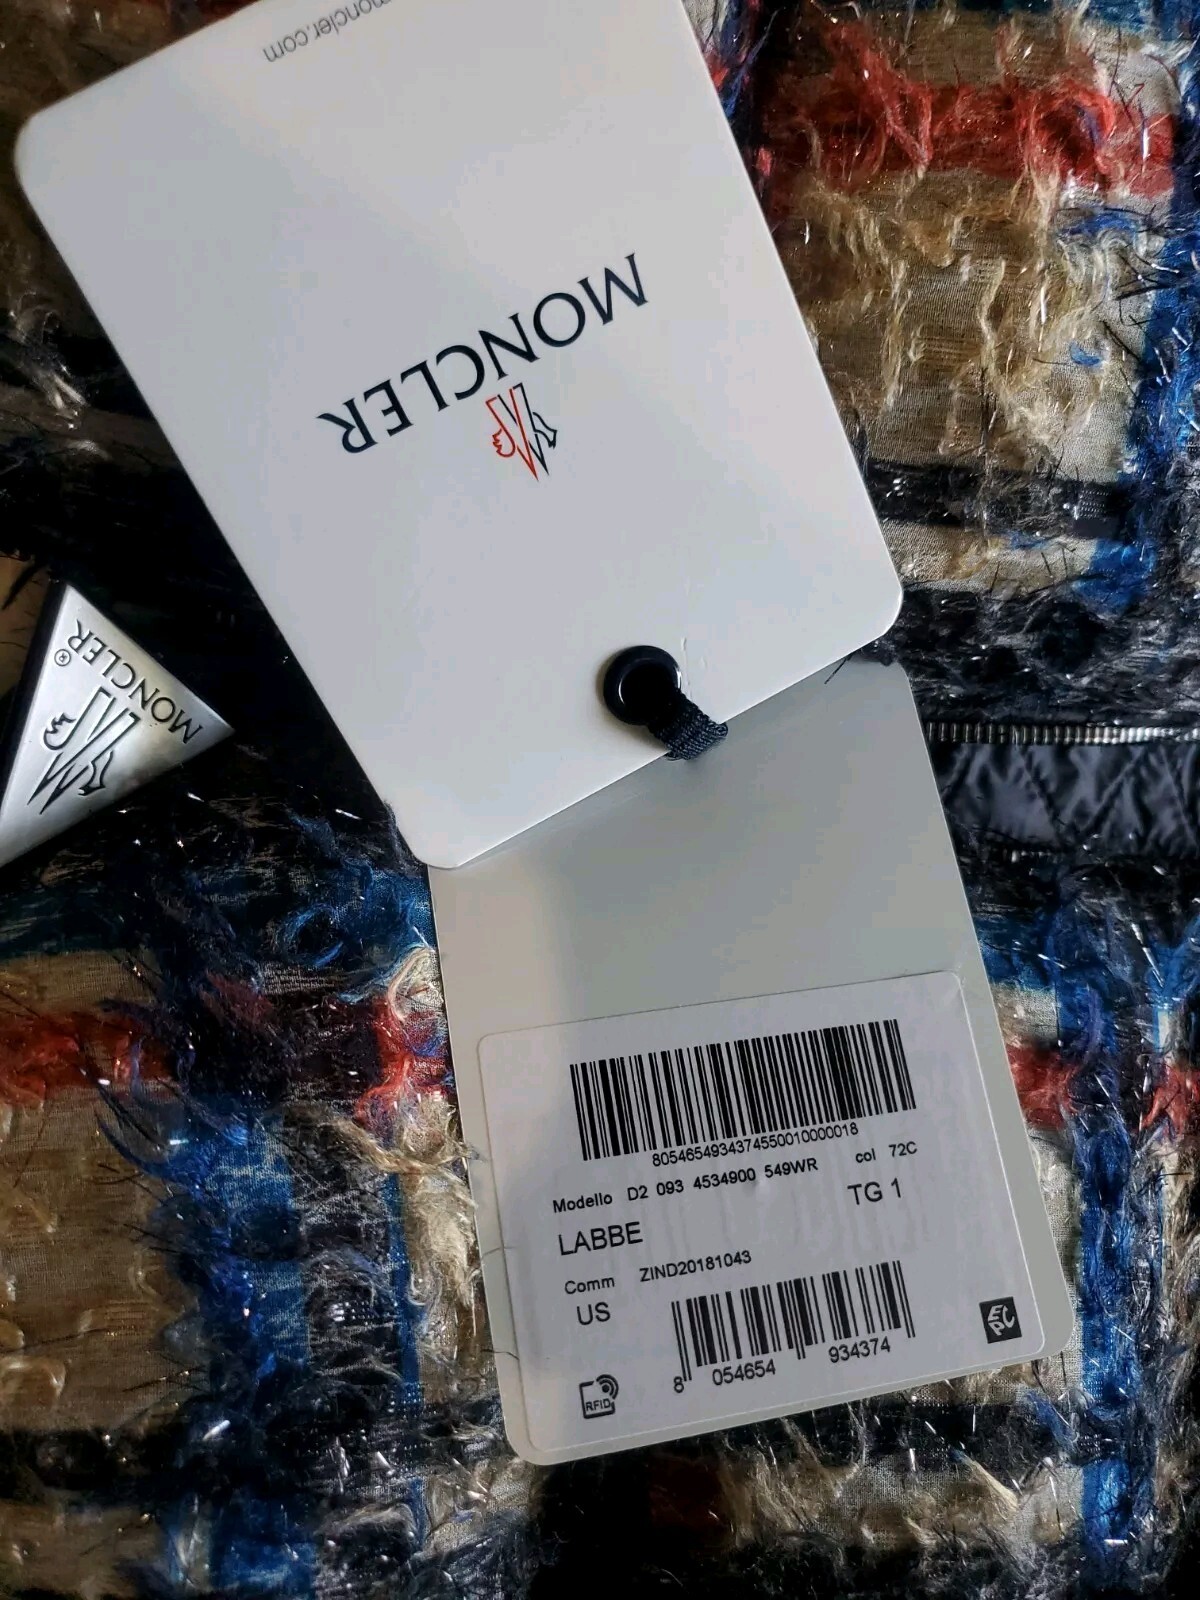 moncler.com
MONCLER
MONCLER®
8054654934374550010000018
Modello D2 093 4534900 549WR col 72C
LABBE TG 1
Comm ZIND20181043
US
8 054654 934374
RFID
EPC